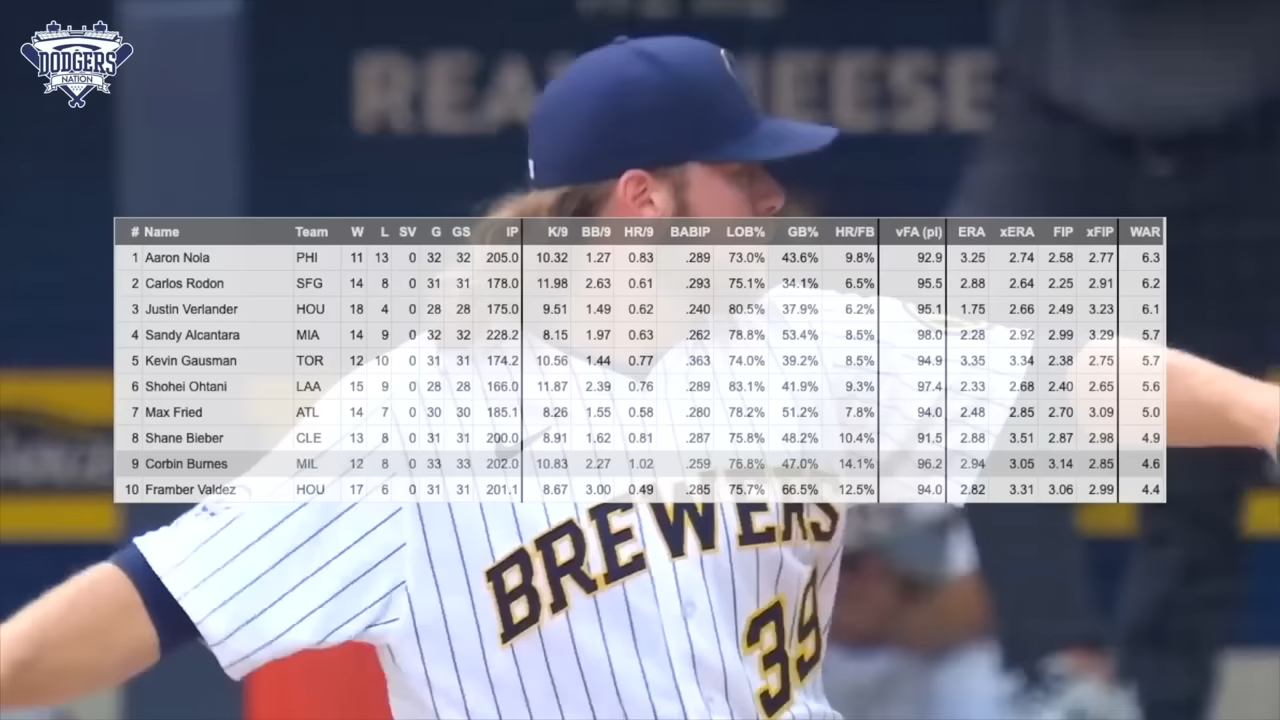 DODGERS
NATION
REAL CHEESE
# Name Team W L SV G GS IP K/9 BB/9 HR/9 BABIP LOB% GB% HR/FB vFA (pi) ERA xERA FIP xFIP WAR
1 Aaron Nola PHI 11 13 0 32 32 205.0 10.32 1.27 0.83 .289 73.0% 43.6% 9.8% 92.9 3.25 2.74 2.58 2.77 6.3
2 Carlos Rodon SFG 14 8 0 31 31 178.0 11.98 2.63 0.61 .293 75.1% 34.1% 6.5% 95.5 2.88 2.64 2.25 2.91 6.2
3 Justin Verlander HOU 18 4 0 28 28 175.0 9.51 1.49 0.62 .240 80.5% 37.9% 6.2% 95.1 1.75 2.66 2.49 3.23 6.1
4 Sandy Alcantara MIA 14 9 0 32 32 228.2 8.15 1.97 0.63 .262 78.8% 53.4% 8.5% 98.0 2.28 2.92 2.99 3.29 5.7
5 Kevin Gausman TOR 12 10 0 31 31 174.2 10.56 1.44 0.77 .363 74.0% 39.2% 8.5% 94.9 3.35 3.34 2.38 2.75 5.7
6 Shohei Ohtani LAA 15 9 0 28 28 166.0 11.87 2.39 0.76 .289 83.1% 41.9% 9.3% 97.4 2.33 2.68 2.40 2.65 5.6
7 Max Fried ATL 14 7 0 30 30 185.1 8.26 1.55 0.58 .280 78.2% 51.2% 7.8% 94.0 2.48 2.85 2.70 3.09 5.0
8 Shane Bieber CLE 13 8 0 31 31 200.0 8.91 1.62 0.81 .287 75.8% 48.2% 10.4% 91.5 2.88 3.51 2.87 2.98 4.9
9 Corbin Burnes MIL 12 8 0 33 33 202.0 10.83 2.27 1.02 .259 76.8% 47.0% 14.1% 96.2 2.94 3.05 3.14 2.85 4.6
10 Framber Valdez HOU 17 6 0 31 31 201.1 8.67 3.00 0.49 .285 75.7% 66.5% 12.5% 94.0 2.82 3.31 3.06 2.99 4.4
BREWERS
39